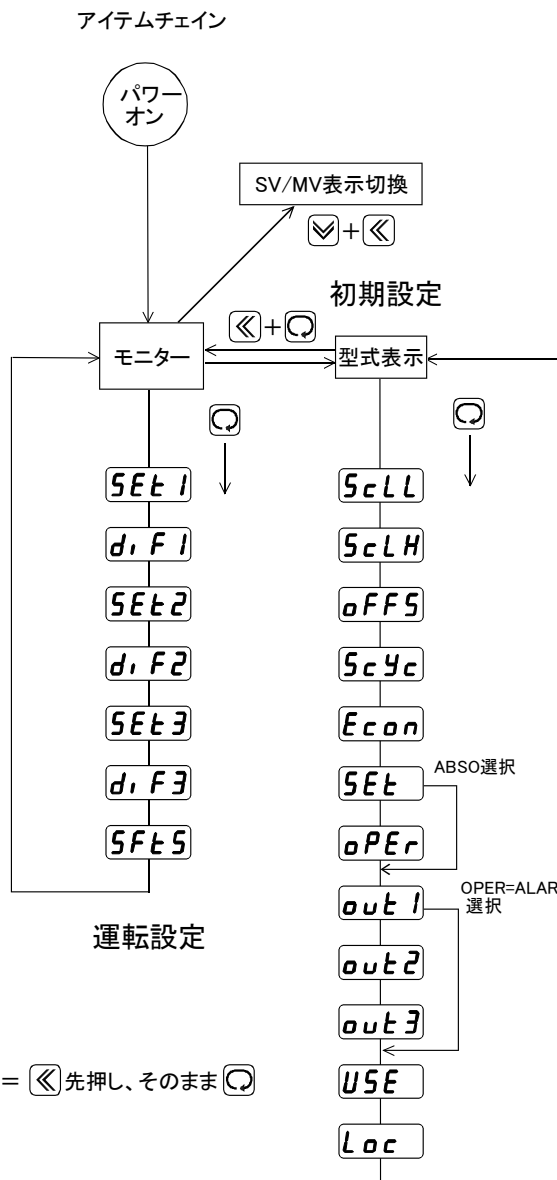 アイテムチェイン
パワー
オン
SV/MV表示切換
+
初期設定
+
モニター
型式表示
SEt1
diF1
SEt2
diF2
SEt3
diF3
SFtS
運転設定
ScLL
ScLH
oFFS
Scyc
Econ
SEt
ABSO選択
oPEr
out1
OPER=ALAR
選択
out2
out3
USE
Loc
= 先押し、そのまま